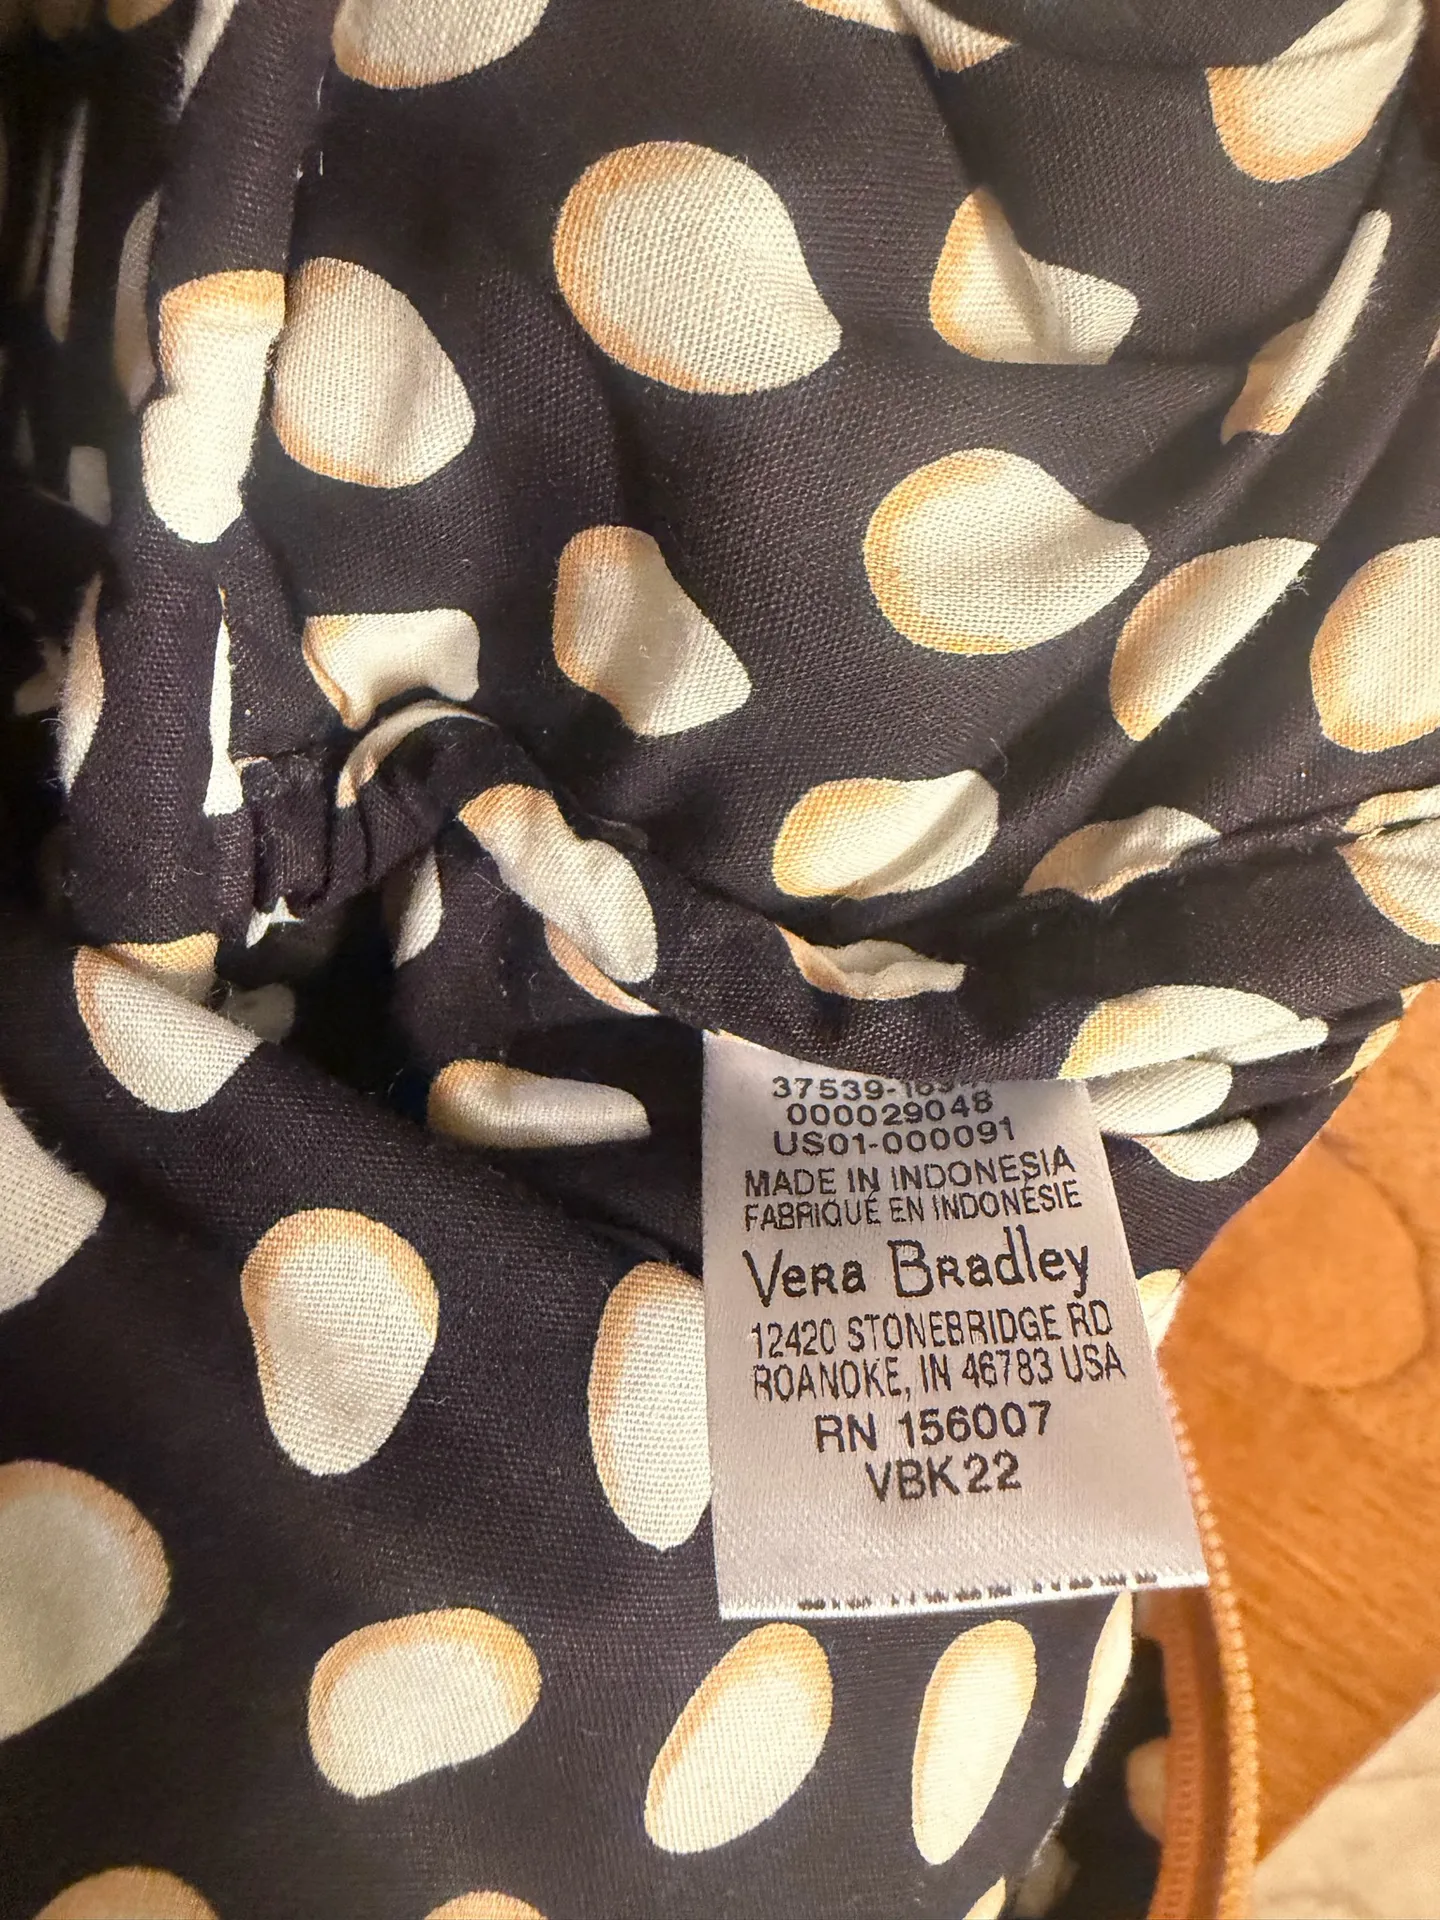 000029048
US01-000091
MADE IN INDONESIA
FABRIQUÉ EN INDONÉSIE
Vera Bradley
12420 STONEBRIDGE RD
ROANOKE, IN 46783 USA
RN 156007
VBK22